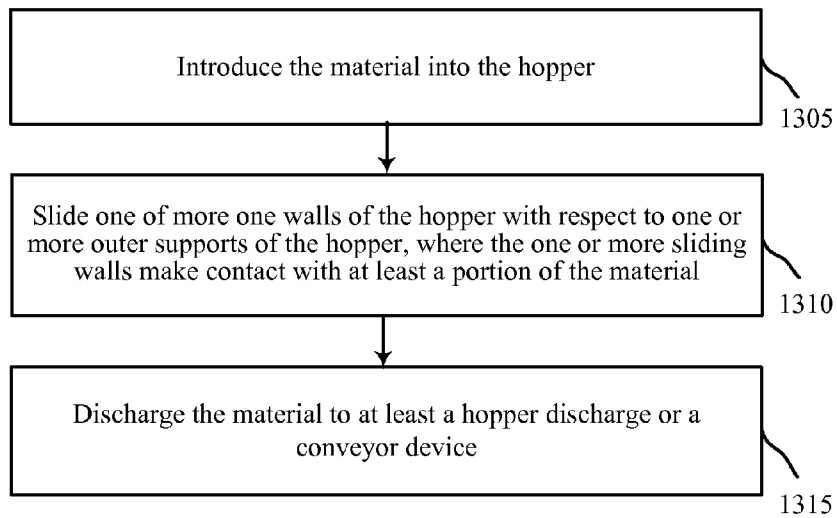 Introduce the material into the hopper
1305
Slide one of more one walls of the hopper with respect to one or
more outer supports of the hopper, where the one or more sliding
walls make contact with at least a portion of the material
1310
Discharge the material to at least a hopper discharge or a
conveyor device
1315